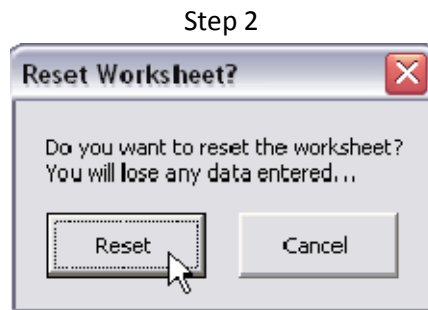 Step 2
Reset Worksheet?
Do you want to reset the worksheet?
You will lose any data entered...
Reset
Cancel